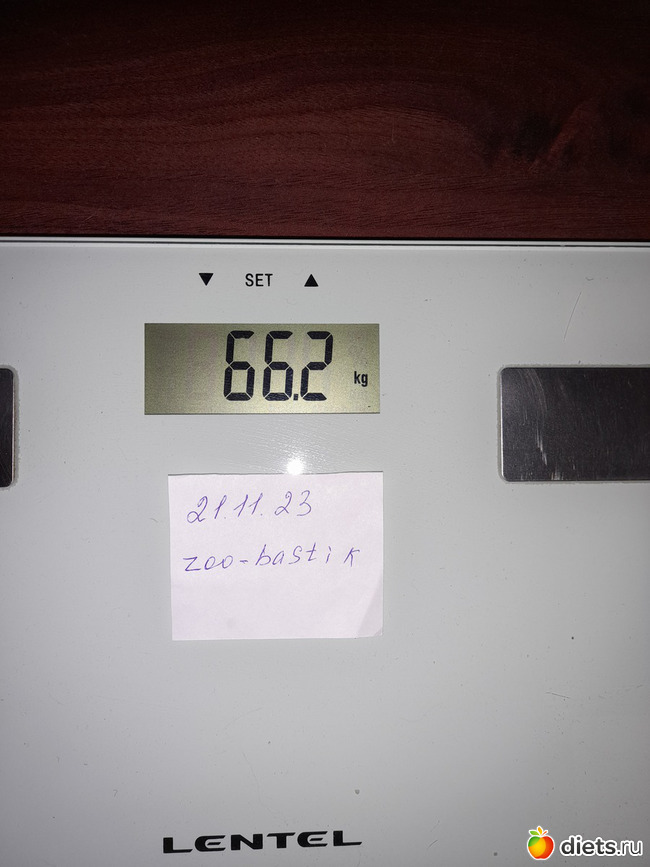 ▼ SET ▲
66.2 kg
21.11.23
zoo-bastik
LENTEL
diets.ru